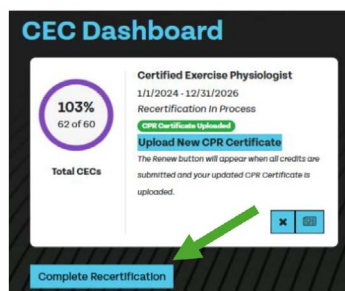 CEC Dashboard
103%
62 of 60
Total CECs
Certified Exercise Physiologist
1/1/2024 - 12/31/2026
Recertification In Process
CPR Certificate Uploaded
Upload New CPR Certificate
The Renew button will appear when all credits are
submitted and your updated CPR Certificate is
uploaded.
Complete Recertification